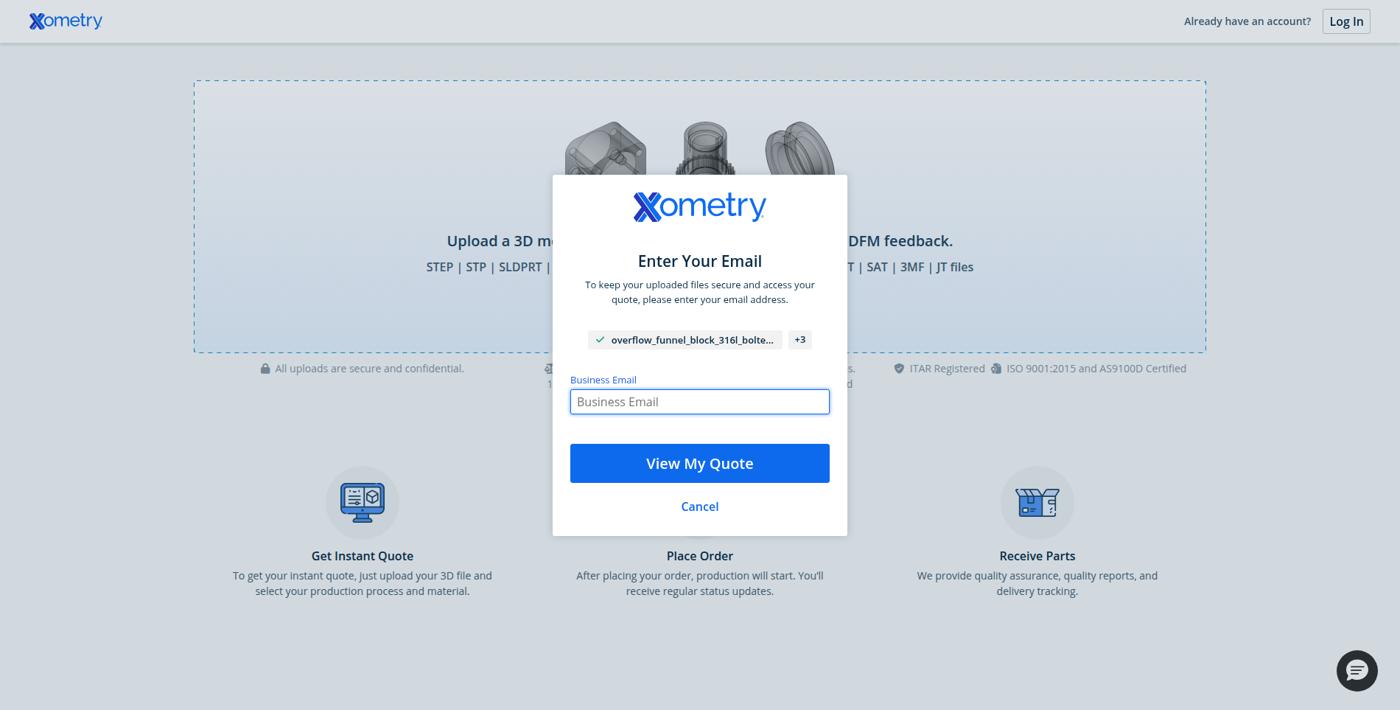 Xometry
Already have an account?
Log In
Upload a 3D
DFM feedback.
STEP | STP | SLDPRT |
| SAT | 3MF | JT files
Xometry
Enter Your Email
To keep your uploaded files secure and access your
quote, please enter your email address.
overflow_funnel_block_316l_bolte...
+3
Business Email
Business Email
View My Quote
Cancel
All uploads are secure and confidential.
ITAR Registered
ISO 9001:2015 and AS9100D Certified
Get Instant Quote
To get your instant quote, just upload your 3D file and
select your production process and material.
Place Order
After placing your order, production will start. You'll
receive regular status updates.
Receive Parts
We provide quality assurance, quality reports, and
delivery tracking.